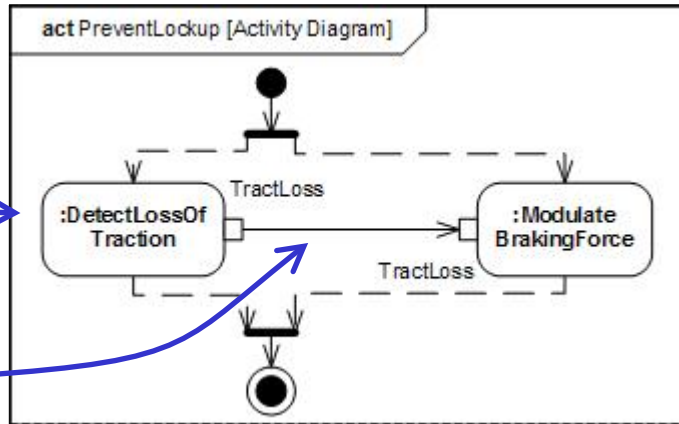 act PreventLockup [Activity Diagram]
TractLoss
:DetectLossOf
Traction
:Modulate
BrakingForce
TractLoss